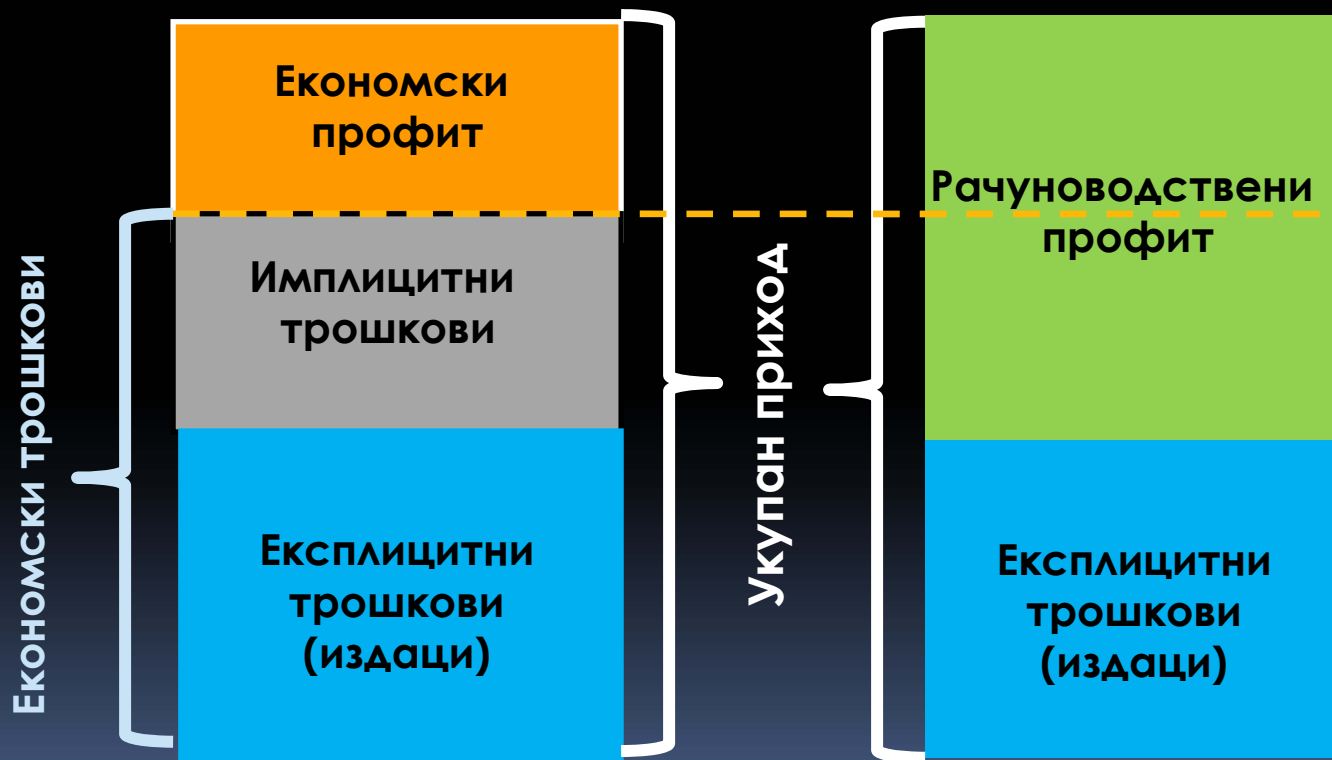 Економски
профит
Имплицитни
трошкови
Експлицитни
трошкови
(издаци)
Економски трошкови
Укупан приход
Рачуноводствени
профит
Експлицитни
трошкови
(издаци)